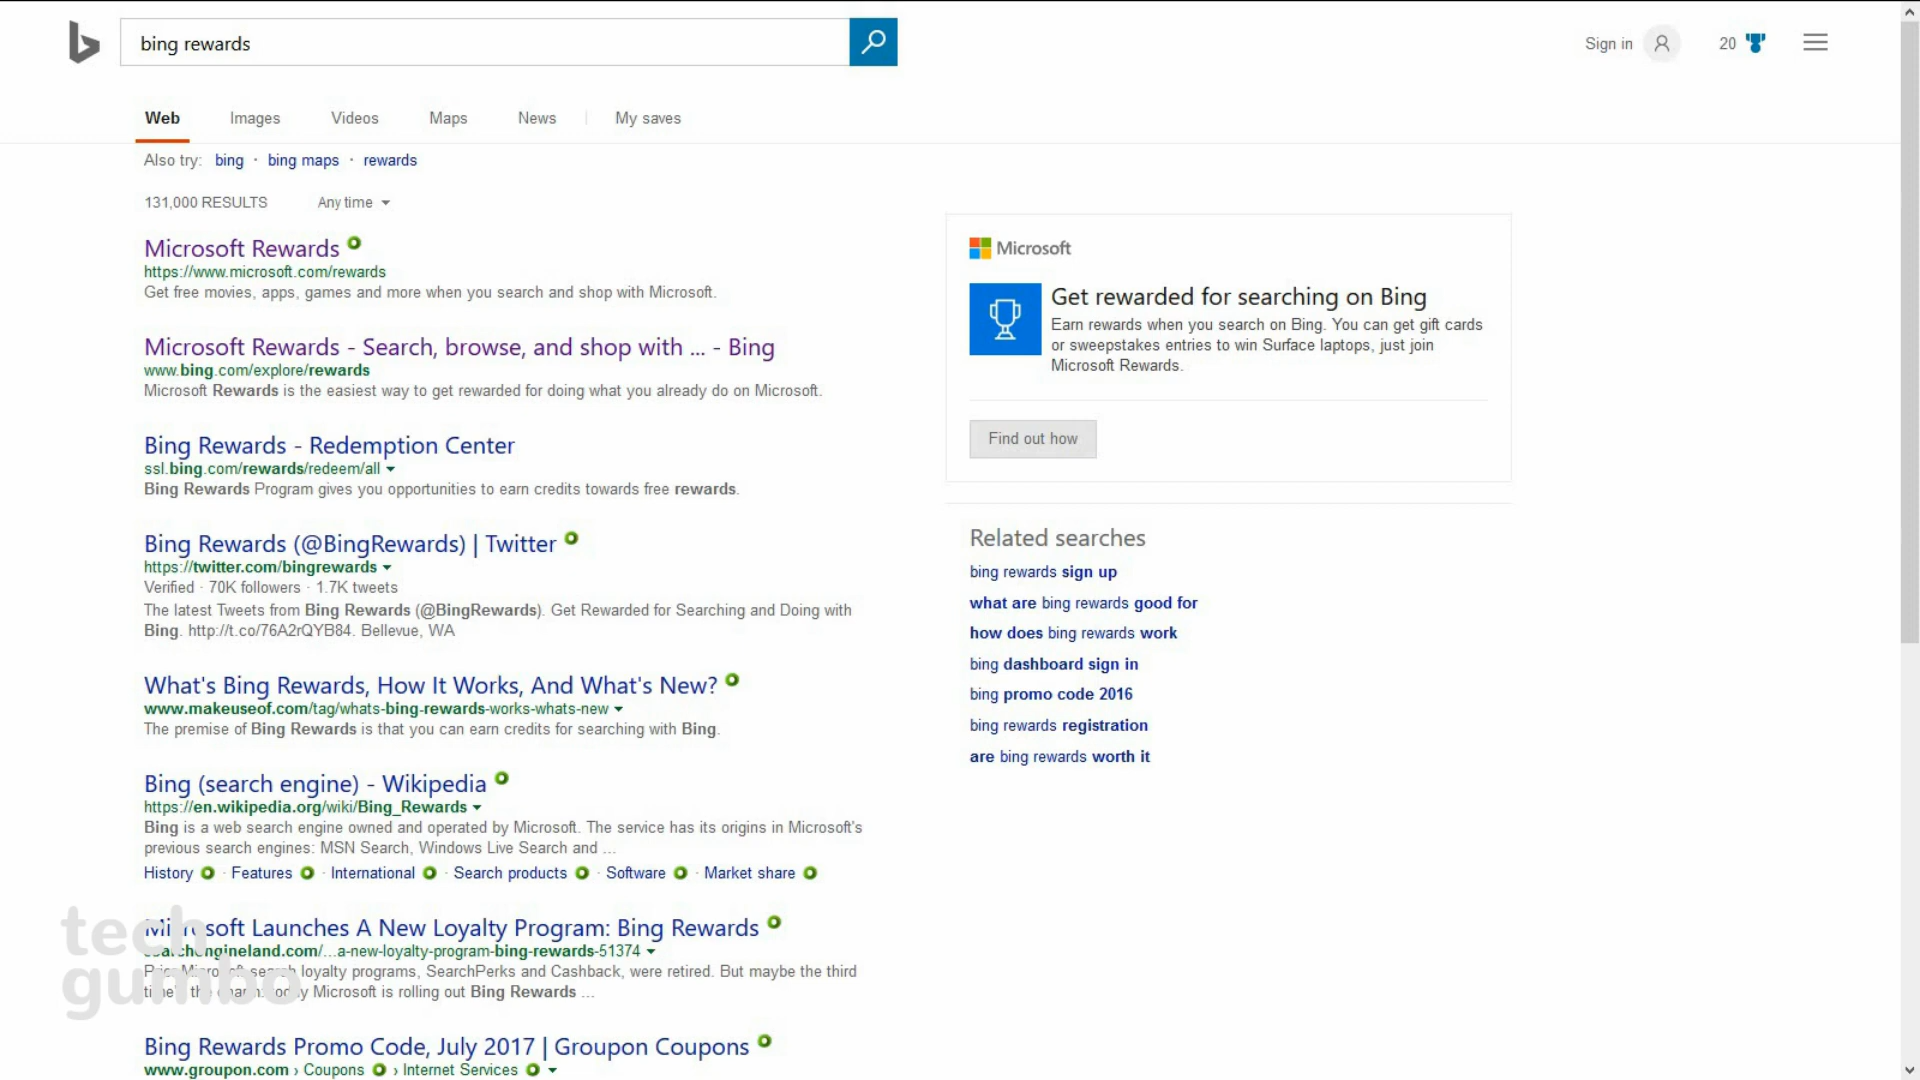 bing rewards
Sign in
20
Web Images Videos Maps News My saves
Also try: bing · bing maps · rewards
131,000 RESULTS Any time
Microsoft Rewards
https://www.microsoft.com/rewards
Get free movies, apps, games and more when you search and shop with Microsoft.
Microsoft Rewards - Search, browse, and shop with ... - Bing
www.bing.com/explore/rewards
Microsoft Rewards is the easiest way to get rewarded for doing what you already do on Microsoft.
Bing Rewards - Redemption Center
ssl.bing.com/rewards/redeem/all
Bing Rewards Program gives you opportunities to earn credits towards free rewards.
Bing Rewards (@BingRewards) | Twitter
https://twitter.com/bingrewards
Verified · 70K followers · 1.7K tweets
The latest Tweets from Bing Rewards (@BingRewards). Get Rewarded for Searching and Doing with
Bing. http://t.co/76A2rQYB84. Bellevue, WA
What's Bing Rewards, How It Works, And What's New?
www.makeuseof.com/tag/whats-bing-rewards-works-whats-new
The premise of Bing Rewards is that you can earn credits for searching with Bing.
Bing (search engine) - Wikipedia
https://en.wikipedia.org/wiki/Bing_Rewards
Bing is a web search engine owned and operated by Microsoft. The service has its origins in Microsoft's
previous search engines: MSN Search, Windows Live Search and ...
History · Features · International · Search products · Software · Market share
Microsoft Launches A New Loyalty Program: Bing Rewards
searchengineland.com/...a-new-loyalty-program-bing-rewards-51374
Microsoft search loyalty programs, SearchPerks and Cashback, were retired. But maybe the third
the Microsoft is rolling out Bing Rewards ...
Bing Rewards Promo Code, July 2017 | Groupon Coupons
www.groupon.com › Coupons › Internet Services
Microsoft
Get rewarded for searching on Bing
Earn rewards when you search on Bing. You can get gift cards
or sweepstakes entries to win Surface laptops, just join
Microsoft Rewards.
Find out how
Related searches
bing rewards sign up
what are bing rewards good for
how does bing rewards work
bing dashboard sign in
bing promo code 2016
bing rewards registration
are bing rewards worth it
tech
gumbo